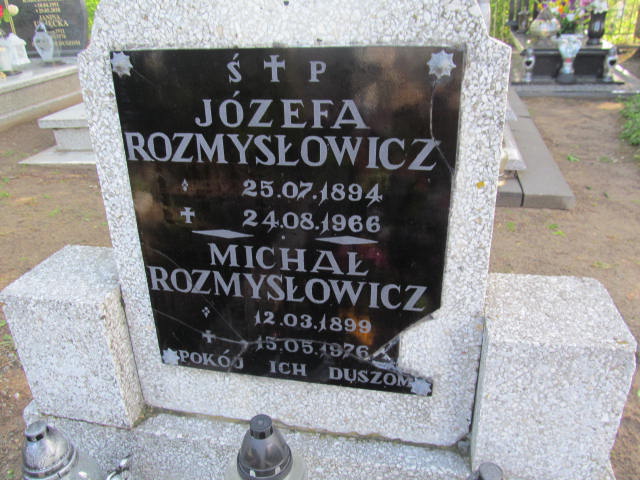 JANINA
Ś P
JÓZEFA
ROZMYSŁOWICZ
25.07.1894
24.08.1966
MICHAŁ
ROZMYSŁOWICZ
12.03.1899
15.05.1976
POKÓJ ICH DUSZOM